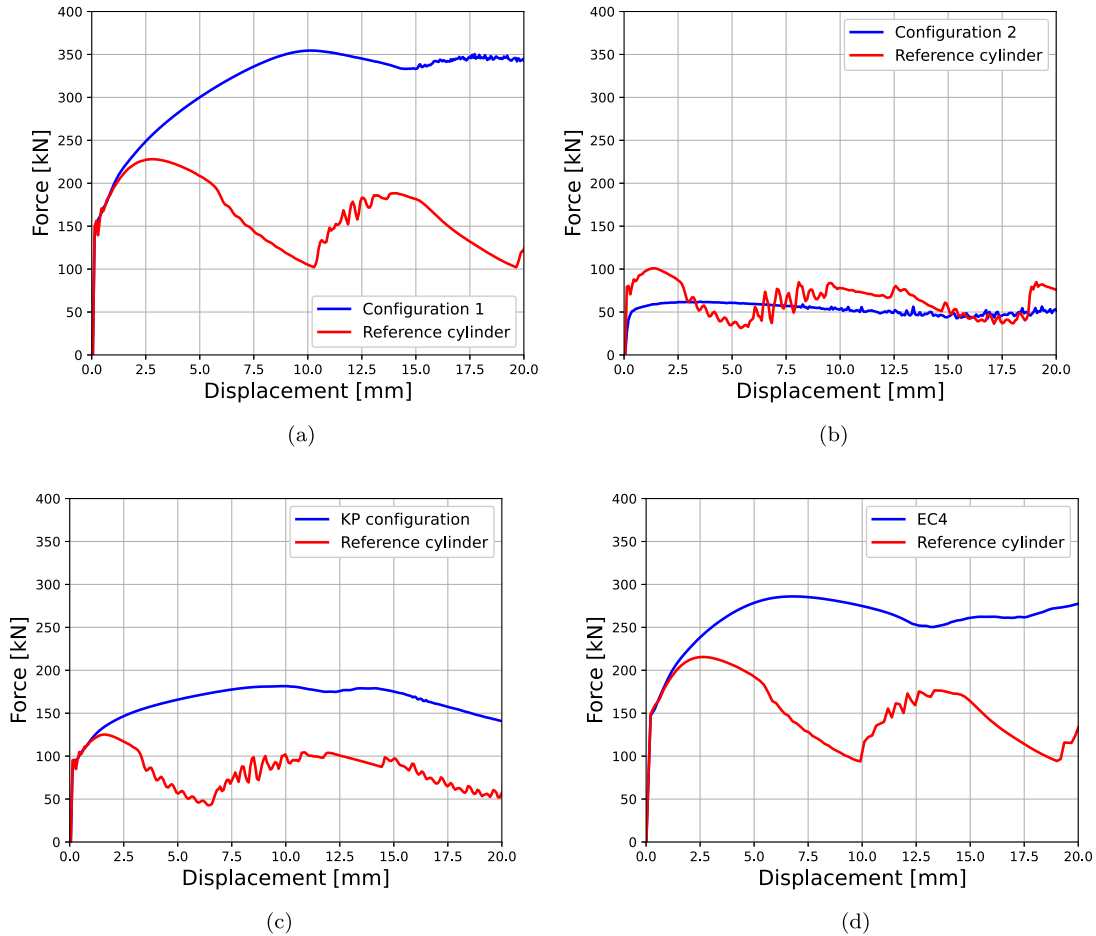 400
350
300
250
200
150
100
50
0
Force [kN]
Configuration 1
Reference cylinder
0.0 2.5 5.0 7.5 10.0 12.5 15.0 17.5 20.0
Displacement [mm]
(a)
400
350
300
250
200
150
100
50
0
Force [kN]
Configuration 2
Reference cylinder
0.0 2.5 5.0 7.5 10.0 12.5 15.0 17.5 20.0
Displacement [mm]
(b)
400
350
300
250
200
150
100
50
0
Force [kN]
KP configuration
Reference cylinder
0.0 2.5 5.0 7.5 10.0 12.5 15.0 17.5 20.0
Displacement [mm]
(c)
400
350
300
250
200
150
100
50
0
Force [kN]
EC4
Reference cylinder
0.0 2.5 5.0 7.5 10.0 12.5 15.0 17.5 20.0
Displacement [mm]
(d)